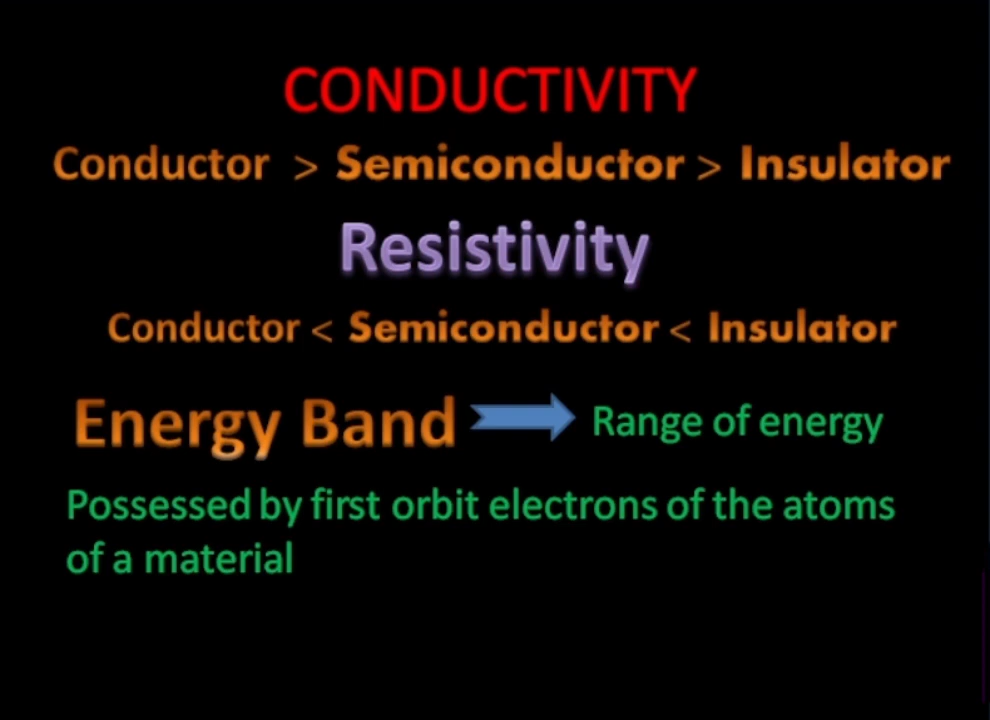 CONDUCTIVITY
Conductor > Semiconductor > Insulator
Resistivity
Conductor < Semiconductor < Insulator
Energy Band Range of energy
Possessed by first orbit electrons of the atoms
of a material